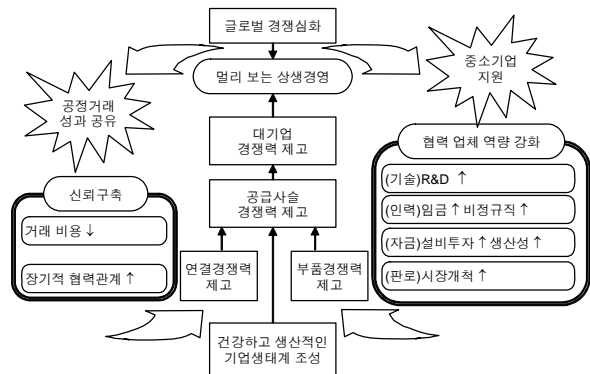 글로벌 경쟁심화
멀리 보는 상생경영
중소기업
지원
공정거래
성과 공유
대기업
경쟁력 제고
협력 업체 역량 강화
(기술)R&D ↑
(인력)임금↑ 비정규직 ↑
(자금)설비투자↑ 생산성 ↑
(판로)시장개척 ↑
신뢰구축
거래 비용↓
장기적 협력관계 ↑
공급사슬
경쟁력 제고
연결경쟁력
제고
부품경쟁력
제고
건강하고 생산적인
기업생태계 조성